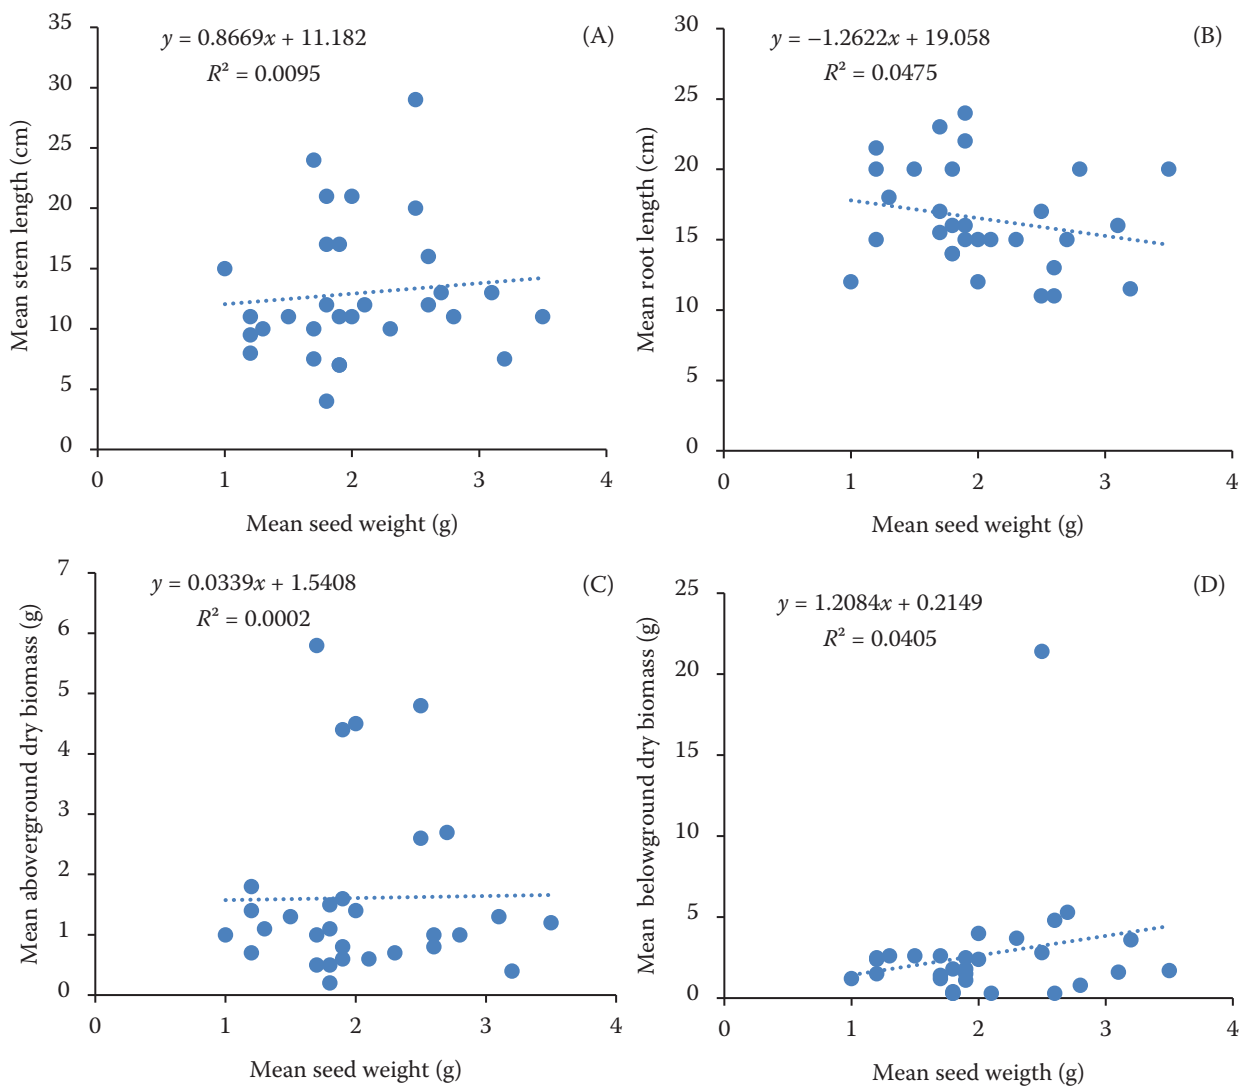 35
30
25
20
15
10
5
0
y = 0.8669x + 11.182
R² = 0.0095
(A)
Mean stem length (cm)
0 1 2 3 4
Mean seed weight (g)
30
25
20
15
10
5
0
y = −1.2622x + 19.058
R² = 0.0475
(B)
Mean root length (cm)
0 1 2 3 4
Mean seed weight (g)
7
6
5
4
3
2
1
0
y = 0.0339x + 1.5408
R² = 0.0002
(C)
Mean aboverground dry biomass (g)
0 1 2 3 4
Mean seed weight (g)
25
20
15
10
5
0
y = 1.2084x + 0.2149
R² = 0.0405
(D)
Mean belowground dry biomass (g)
0 1 2 3 4
Mean seed weigth (g)